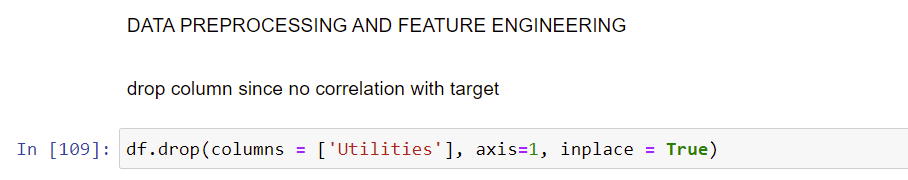 DATA PREPROCESSING AND FEATURE ENGINEERING
drop column since no correlation with target
In [109]: df.drop(columns = ['Utilities'], axis=1, inplace = True)